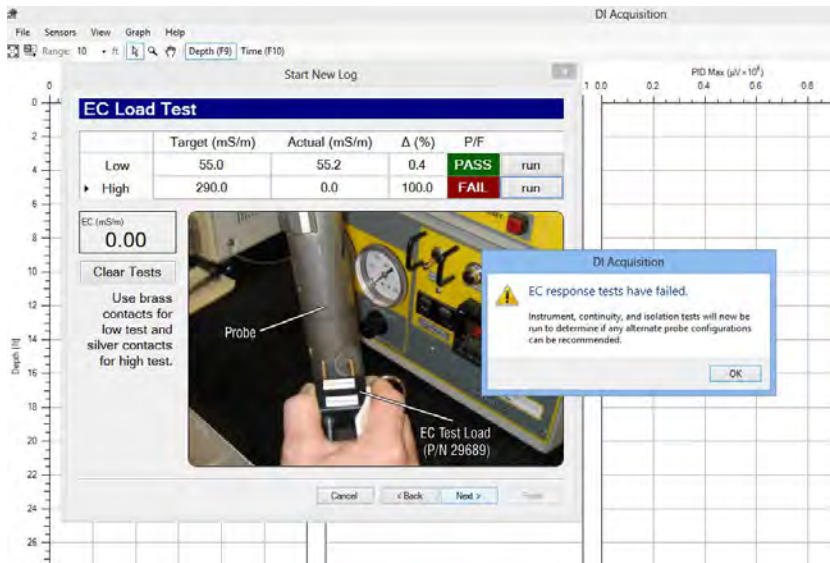 DI Acquisition
File Sensors View Graph Help
Range: 10 ft Depth (F9) Time (F10)
Start New Log
PID Max (µV×10⁶)
0 1 0.0 0.2 0.4 0.6 0.8
EC Load Test
Target (mS/m) Actual (mS/m) Δ (%) P/F
Low 55.0 55.2 0.4 PASS run
High 290.0 0.0 100.0 FAIL run
EC (mS/m)
0.00
Clear Tests
Use brass
contacts for
low test and
silver contacts
for high test.
Probe
EC Test Load
(P/N 29689)
DI Acquisition
EC response tests have failed.
Instrument, continuity, and isolation tests will now be
run to determine if any alternate probe configurations
can be recommended.
OK
Cancel < Back Next >
Depth (ft)
0
2
4
6
8
10
12
14
16
18
20
22
24
26